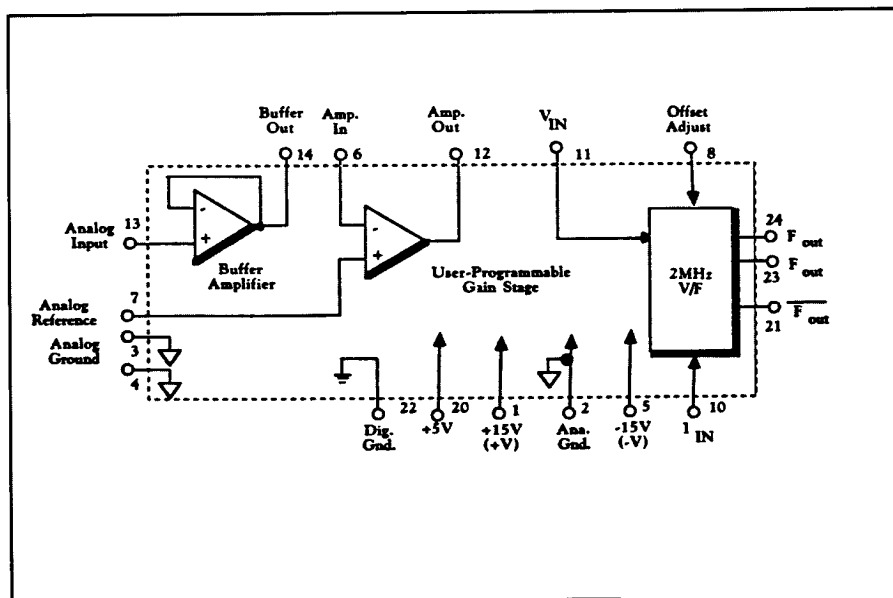 Buffer
Out
Amp.
In
Amp.
Out
V IN
Offset
Adjust
14
6
12
11
8
13
Analog
Input
-
+
Buffer
Amplifier
-
+
User-Programmable
Gain Stage
2MHz
V/F
24
F out
23
F out
21
F out
7
Analog
Reference
Analog
Ground
3
4
22
20
1
2
5
10
Dig.
Gnd.
+5V
+15V
(+V)
Ana.
Gnd.
-15V
(-V)
1 IN